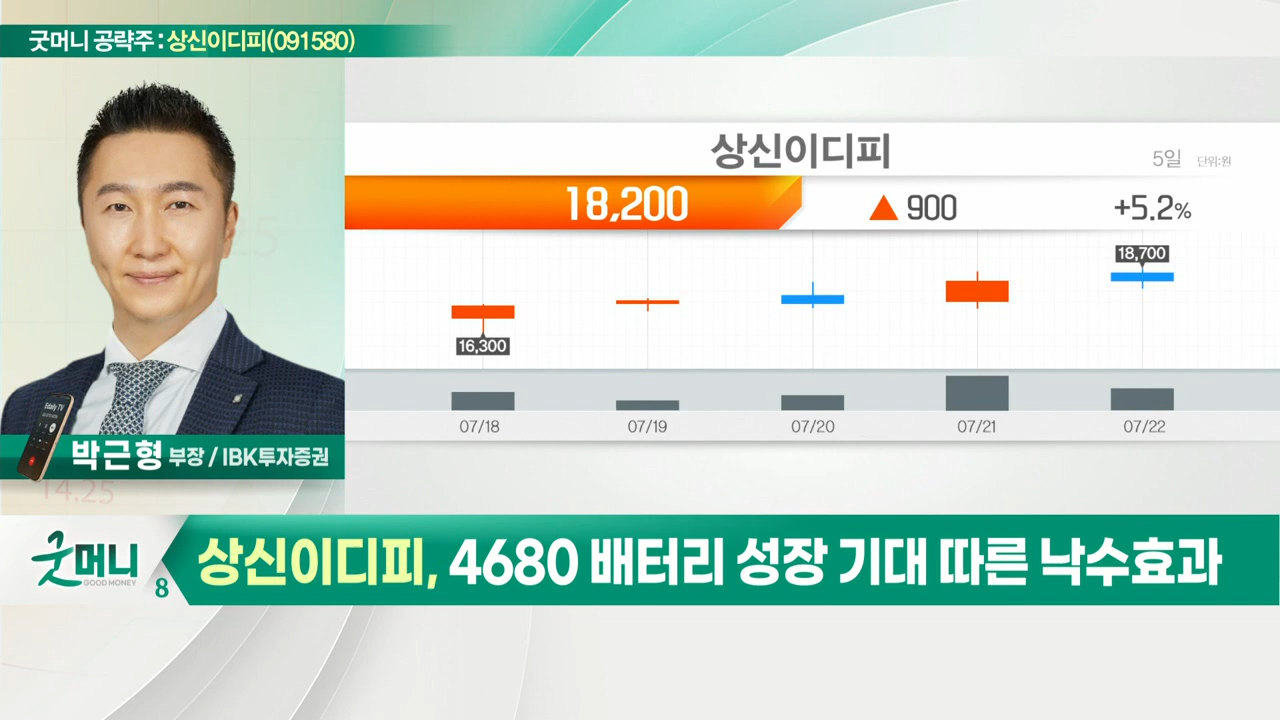 굿머니 공략주 : 상신이디피(091580)
상신이디피
5일 단위:원
18,200 ▲ 900 +5.2%
18,700
16,300
07/18 07/19 07/20 07/21 07/22
Edaily TV
박근형 부장 / IBK투자증권
14.25
굿머니
GOOD MONEY
8
상신이디피, 4680 배터리 성장 기대 따른 낙수효과